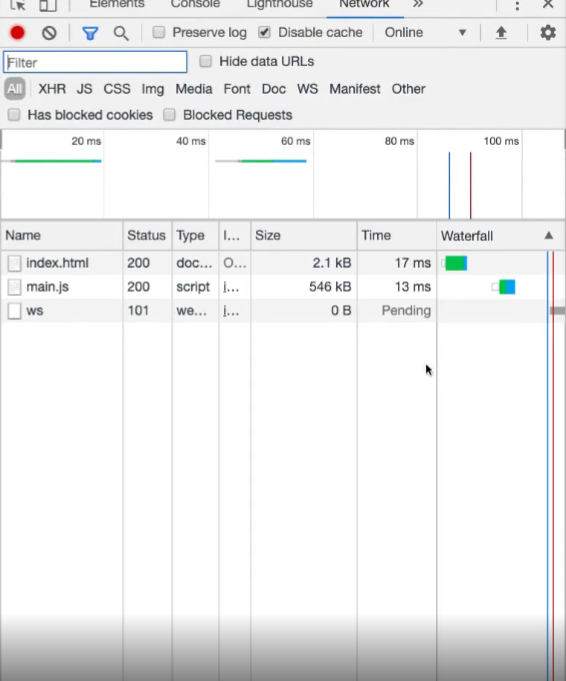 Elements Console Lighthouse Network »
Preserve log Disable cache Online
Filter Hide data URLs
All XHR JS CSS Img Media Font Doc WS Manifest Other
Has blocked cookies Blocked Requests
20 ms 40 ms 60 ms 80 ms 100 ms
Name Status Type I... Size Time Waterfall
index.html 200 doc... O... 2.1 kB 17 ms
main.js 200 script j... 546 kB 13 ms
ws 101 we... j... 0 B Pending